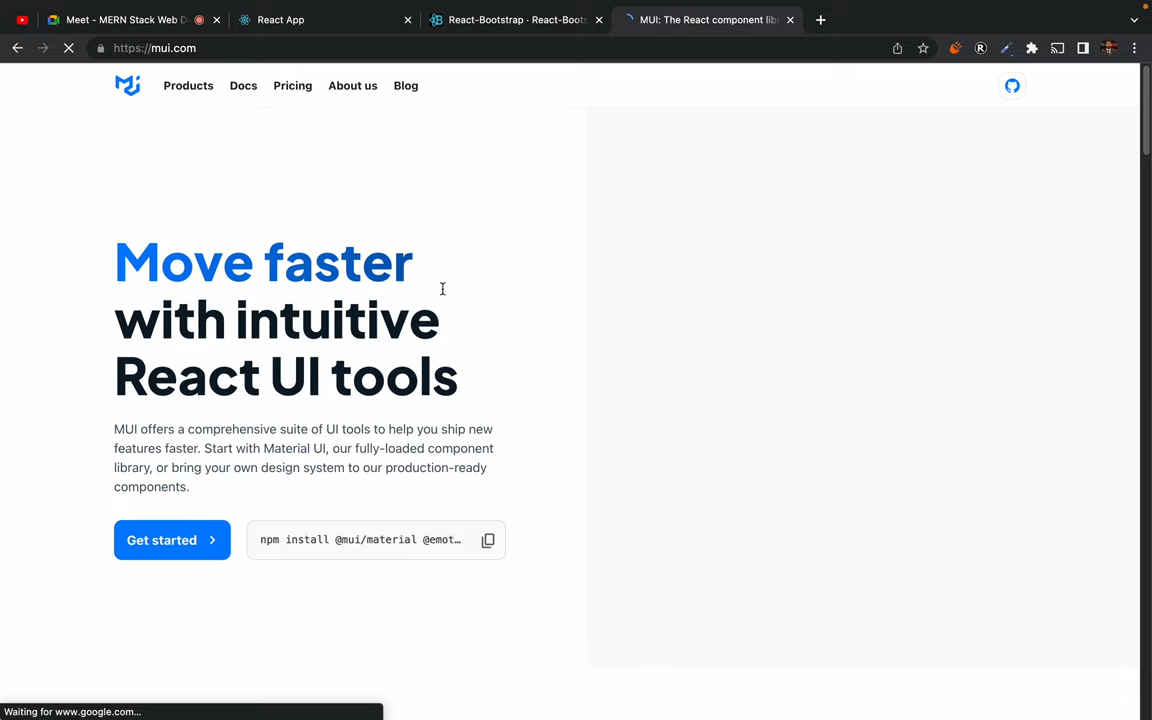 Meet - MERN Stack Web D
React App
React-Bootstrap · React-Boots
MUI: The React component lib
https://mui.com
Products
Docs
Pricing
About us
Blog
Move faster
with intuitive
React UI tools
MUI offers a comprehensive suite of UI tools to help you ship new
features faster. Start with Material UI, our fully-loaded component
library, or bring your own design system to our production-ready
components.
Get started
npm install @mui/material @emot…
Waiting for www.google.com...